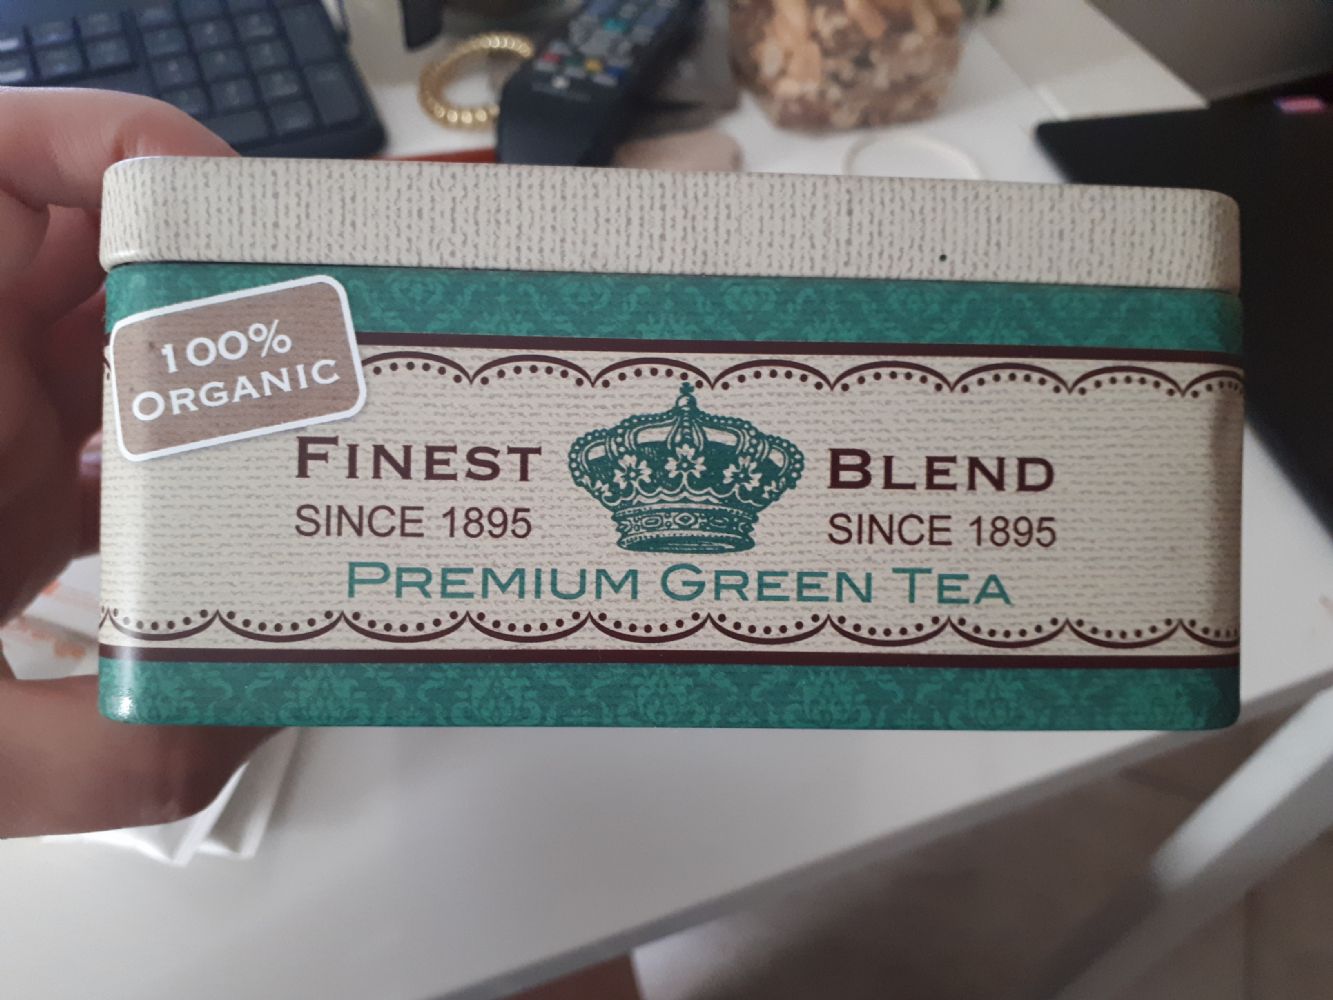 100%
ORGANIC
FINEST BLEND
SINCE 1895 SINCE 1895
PREMIUM GREEN TEA